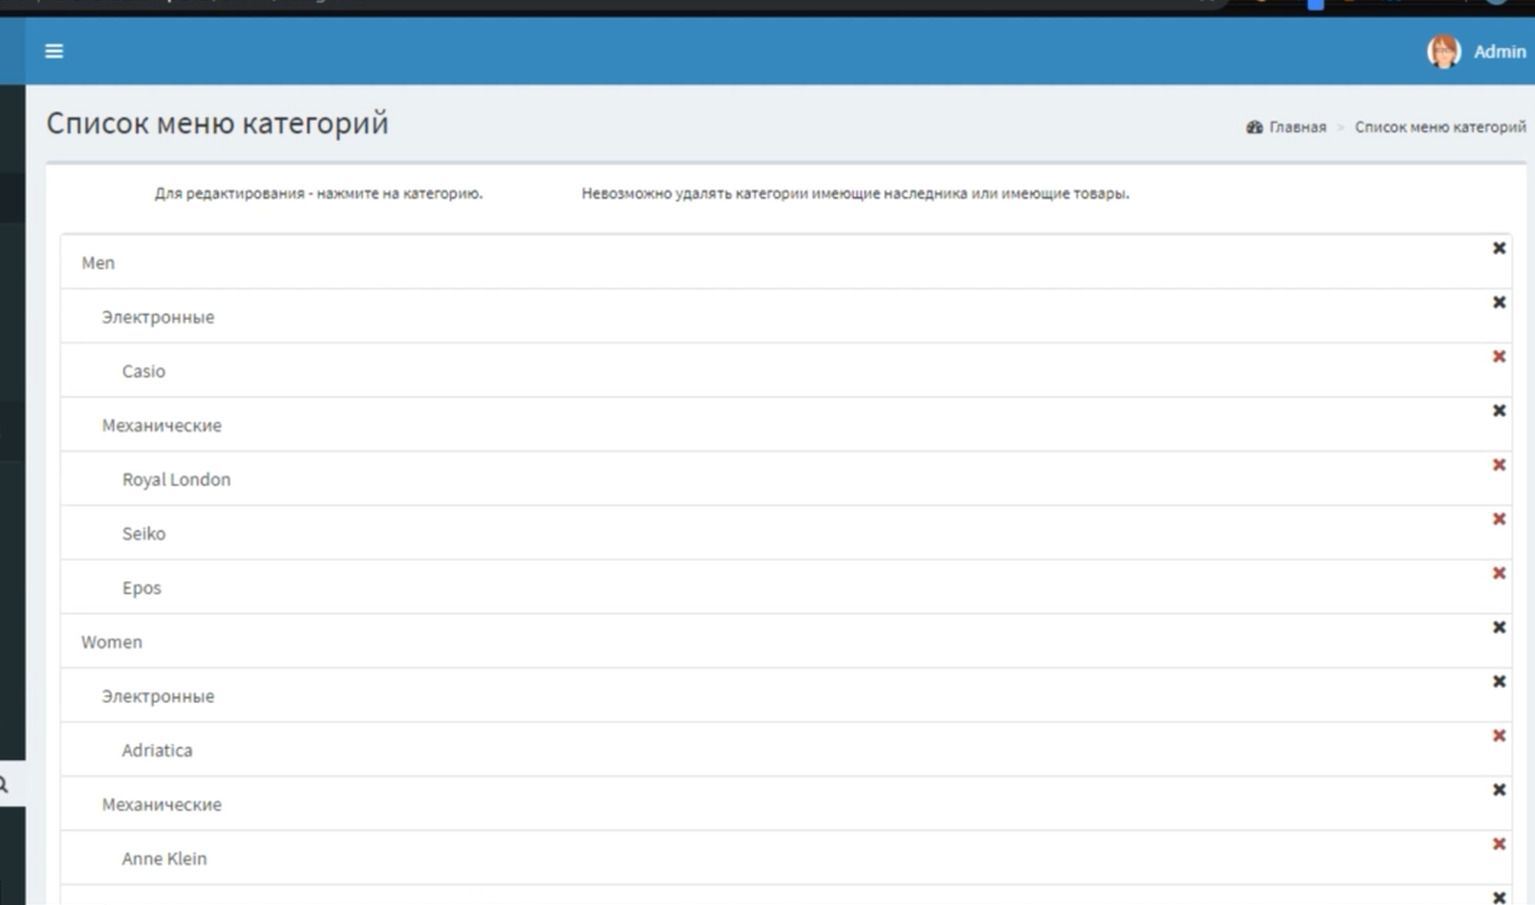 Admin
Список меню категорий
Главная > Список меню категорий
Для редактирования - нажмите на категорию. Невозможно удалять категории имеющие наследника или имеющие товары.
Men
Электронные
Casio
Механические
Royal London
Seiko
Epos
Women
Электронные
Adriatica
Механические
Anne Klein